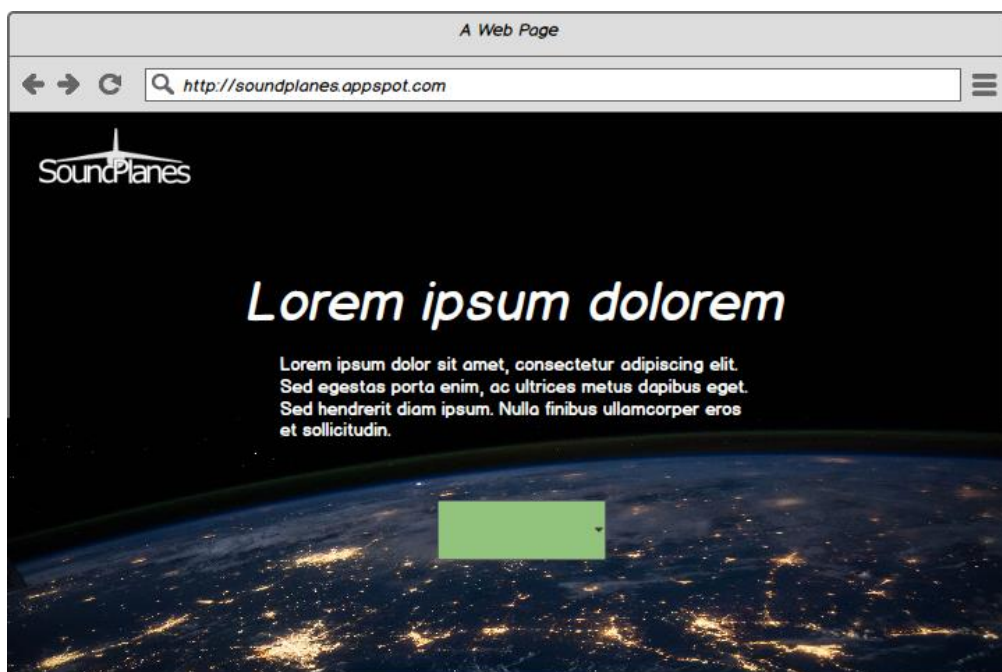 A Web Page
http://soundplanes.appspot.com
SoundPlanes
Lorem ipsum dolorem
Lorem ipsum dolor sit amet, consectetur adipiscing elit.
Sed egestas porta enim, ac ultrices metus dapibus eget.
Sed hendrerit diam ipsum. Nulla finibus ullamcorper eros
et sollicitudin.